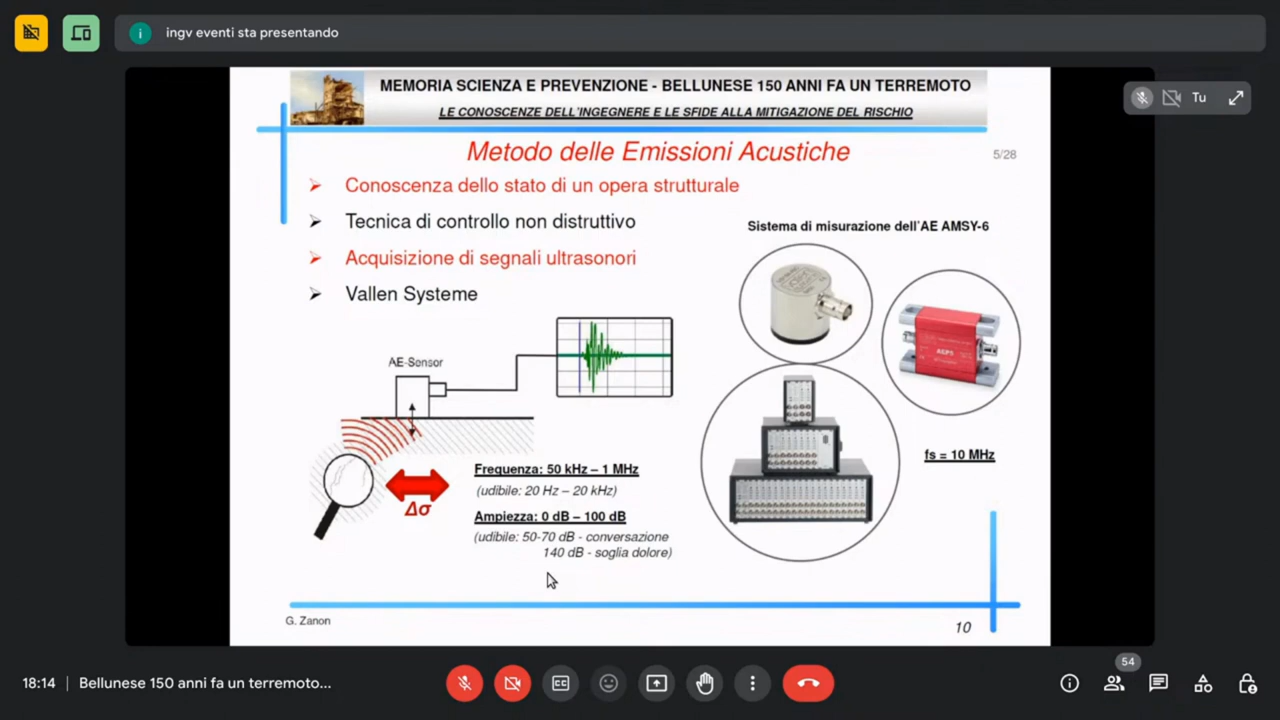 ingv eventi sta presentando
MEMORIA SCIENZA E PREVENZIONE - BELLUNESE 150 ANNI FA UN TERREMOTO
LE CONOSCENZE DELL'INGEGNERE E LE SFIDE ALLA MITIGAZIONE DEL RISCHIO
Tu
Metodo delle Emissioni Acustiche
5/28
Conoscenza dello stato di un opera strutturale
Tecnica di controllo non distruttivo
Acquisizione di segnali ultrasonori
Vallen Systeme
Sistema di misurazione dell'AE AMSY-6
AEP5
AE-Sensor
fs = 10 MHz
Δσ
Frequenza: 50 kHz – 1 MHz
(udibile: 20 Hz – 20 kHz)
Ampiezza: 0 dB – 100 dB
(udibile: 50-70 dB - conversazione
140 dB - soglia dolore)
G. Zanon
10
18:14 | Bellunese 150 anni fa un terremoto...
54